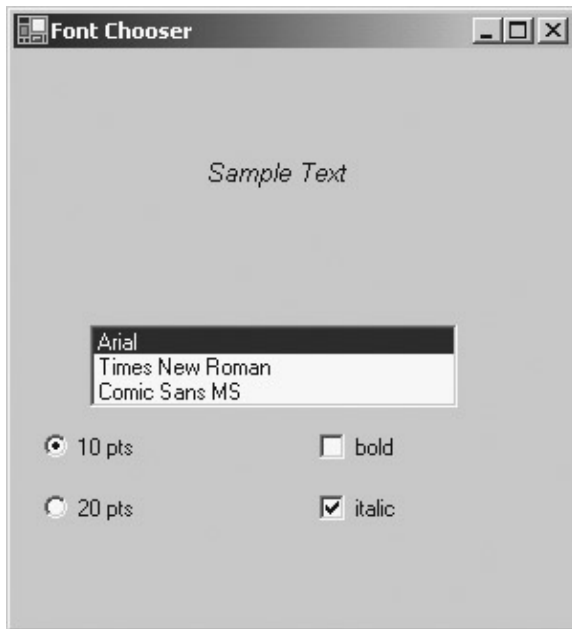 Font Chooser
Sample Text
Arial
Times New Roman
Comic Sans MS
10 pts
bold
20 pts
italic